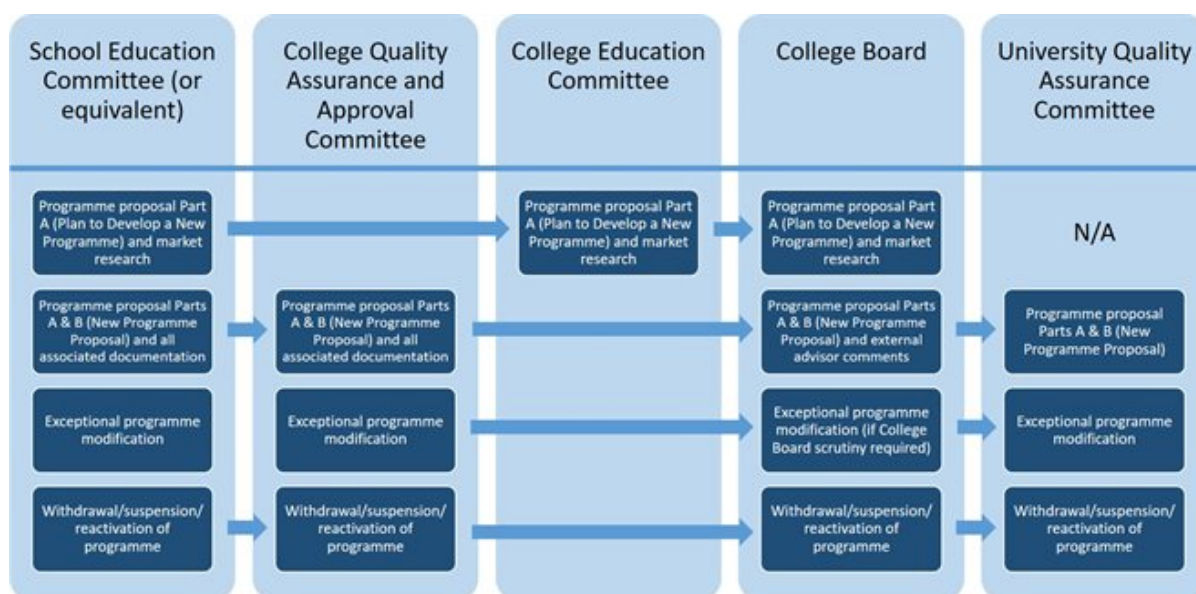 School Education
Committee (or
equivalent)
College Quality
Assurance and
Approval
Committee
College Education
Committee
College Board
University Quality
Assurance
Committee
Programme proposal Part
A (Plan to Develop a New
Programme) and market
research
Programme proposal Part
A (Plan to Develop a New
Programme) and market
research
Programme proposal Part
A (Plan to Develop a New
Programme) and market
research
N/A
Programme proposal Parts
A & B (New Programme
Proposal) and all
associated documentation
Programme proposal Parts
A & B (New Programme
Proposal) and all
associated documentation
Programme proposal Parts
A & B (New Programme
Proposal) and external
advisor comments
Programme proposal
Parts A & B (New
Programme Proposal)
Exceptional programme
modification
Exceptional programme
modification
Exceptional programme
modification (if College
Board scrutiny required)
Exceptional programme
modification
Withdrawal/suspension/
reactivation of
programme
Withdrawal/suspension/
reactivation of
programme
Withdrawal/suspension/
reactivation of
programme
Withdrawal/suspension/
reactivation of
programme